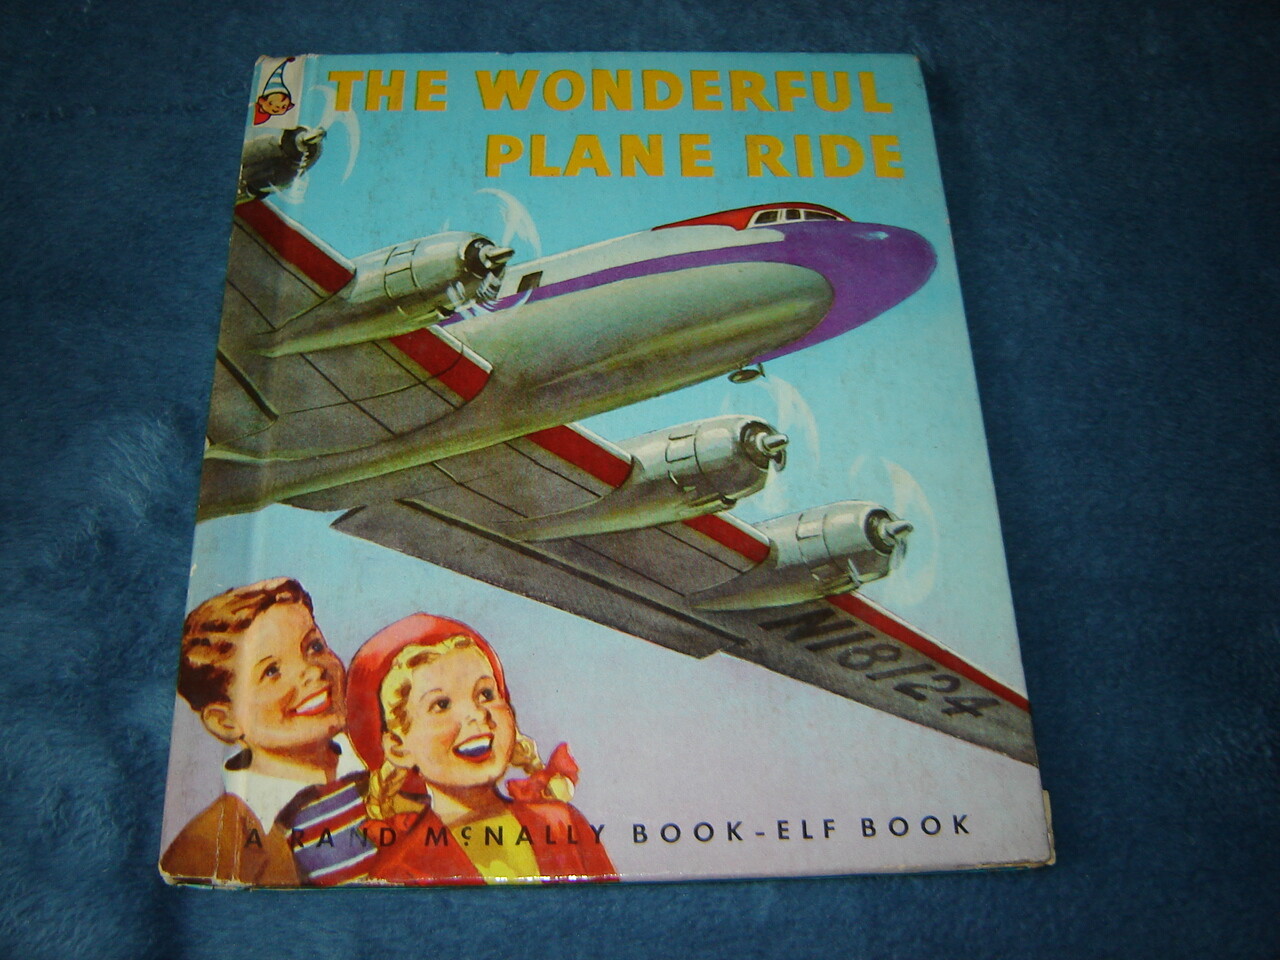 THE WONDERFUL
PLANE RIDE
N18124
A RAND McNALLY BOOK-ELF BOOK